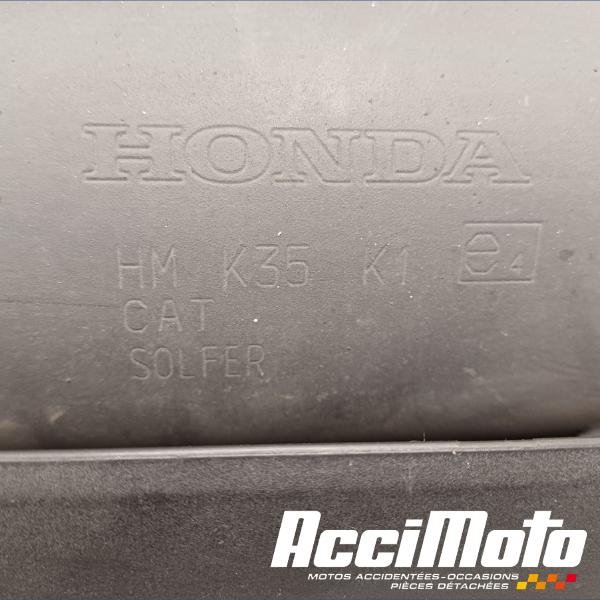 HONDA
HM K35 K1 e4
CAT
SOLFER
AcciMoto
MOTOS ACCIDENTÉES-OCCASIONS
PIÈCES DÉTACHÉES